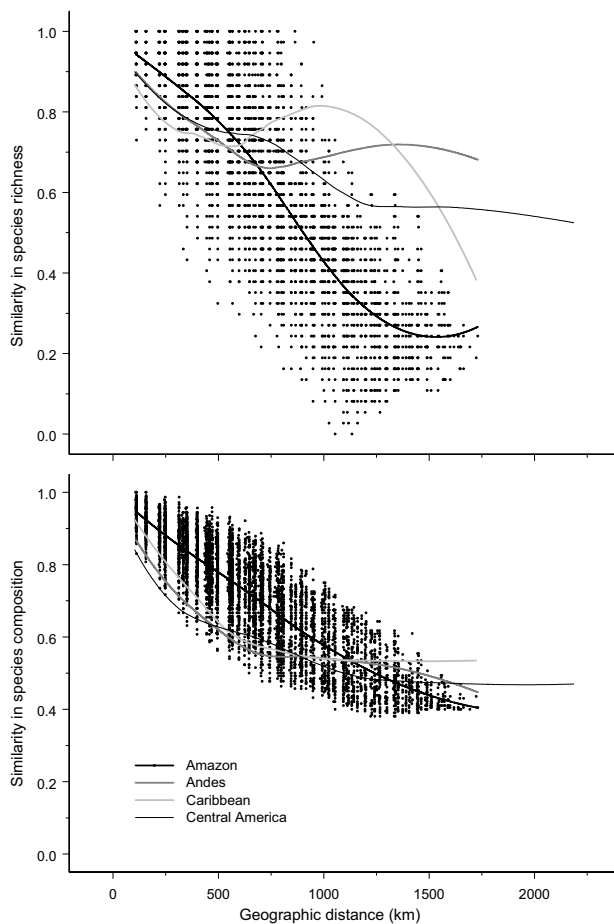 1.0
0.8
0.6
0.4
0.2
0.0
Similarity in species richness
1.0
0.8
0.6
0.4
0.2
0.0
Similarity in species composition
Amazon
Andes
Caribbean
Central America
0 500 1000 1500 2000
Geographic distance (km)